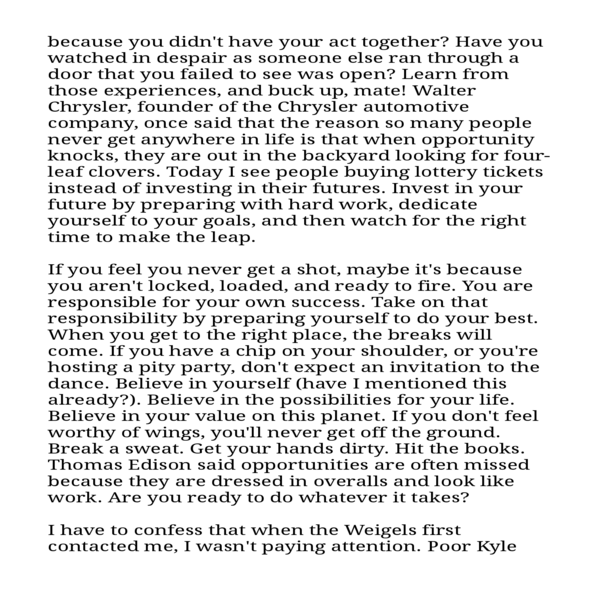 because you didn't have your act together? Have you
watched in despair as someone else ran through a
door that you failed to see was open? Learn from
those experiences, and buck up, mate! Walter
Chrysler, founder of the Chrysler automotive
company, once said that the reason so many people
never get anywhere in life is that when opportunity
knocks, they are out in the backyard looking for four-
leaf clovers. Today I see people buying lottery tickets
instead of investing in their futures. Invest in your
future by preparing with hard work, dedicate
yourself to your goals, and then watch for the right
time to make the leap.
If you feel you never get a shot, maybe it's because
you aren't locked, loaded, and ready to fire. You are
responsible for your own success. Take on that
responsibility by preparing yourself to do your best.
When you get to the right place, the breaks will
come. If you have a chip on your shoulder, or you're
hosting a pity party, don't expect an invitation to the
dance. Believe in yourself (have I mentioned this
already?). Believe in the possibilities for your life.
Believe in your value on this planet. If you don't feel
worthy of wings, you'll never get off the ground.
Break a sweat. Get your hands dirty. Hit the books.
Thomas Edison said opportunities are often missed
because they are dressed in overalls and look like
work. Are you ready to do whatever it takes?
I have to confess that when the Weigels first
contacted me, I wasn't paying attention. Poor Kyle